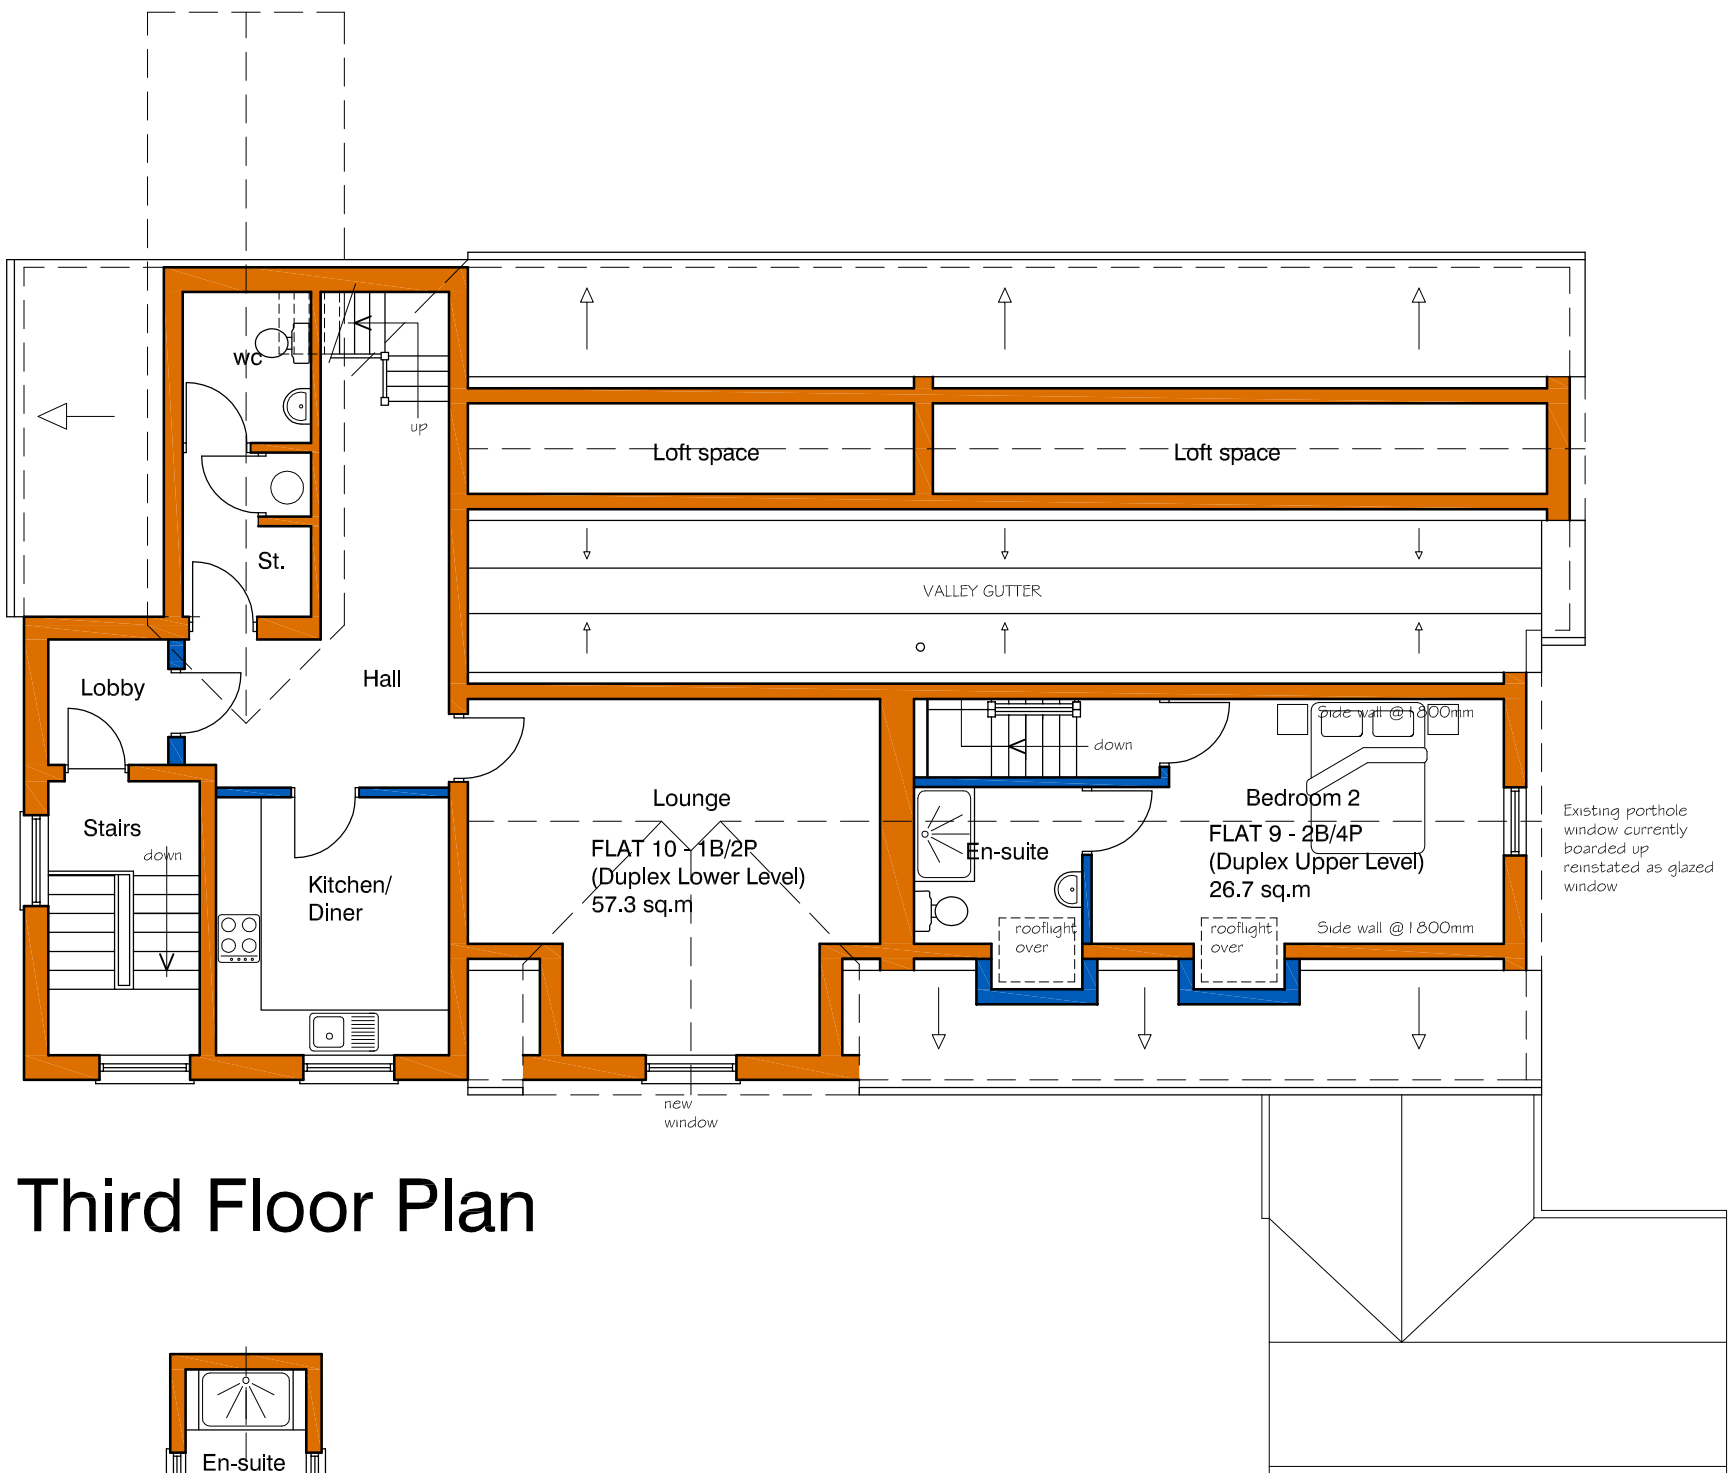 wc
up
Loft space
Loft space
St.
VALLEY GUTTER
Lobby
Hall
Side wall @1800mm
down
Stairs
down
Kitchen/
Diner
Lounge
FLAT 10 - 1B/2P
(Duplex Lower Level)
57.3 sq.m
En-suite
Bedroom 2
FLAT 9 - 2B/4P
(Duplex Upper Level)
26.7 sq.m
Existing porthole
window currently
boarded up
reinstated as glazed
window
rooflight
over
rooflight
over
Side wall @1800mm
new
window
Third Floor Plan
En-suite